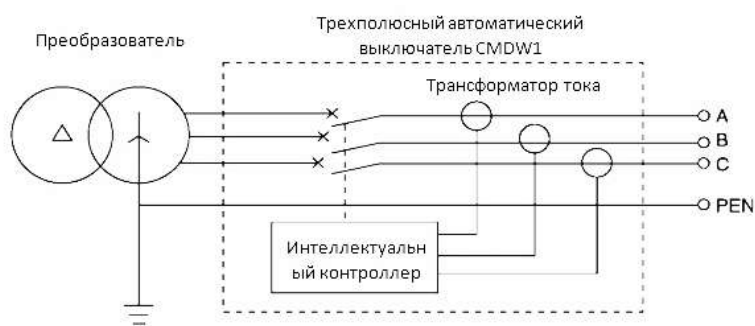 Преобразователь
Трехполюсный автоматический
выключатель CMDW1
Трансформатор тока
A
B
C
PEN
Интеллектуальн
ый контроллер